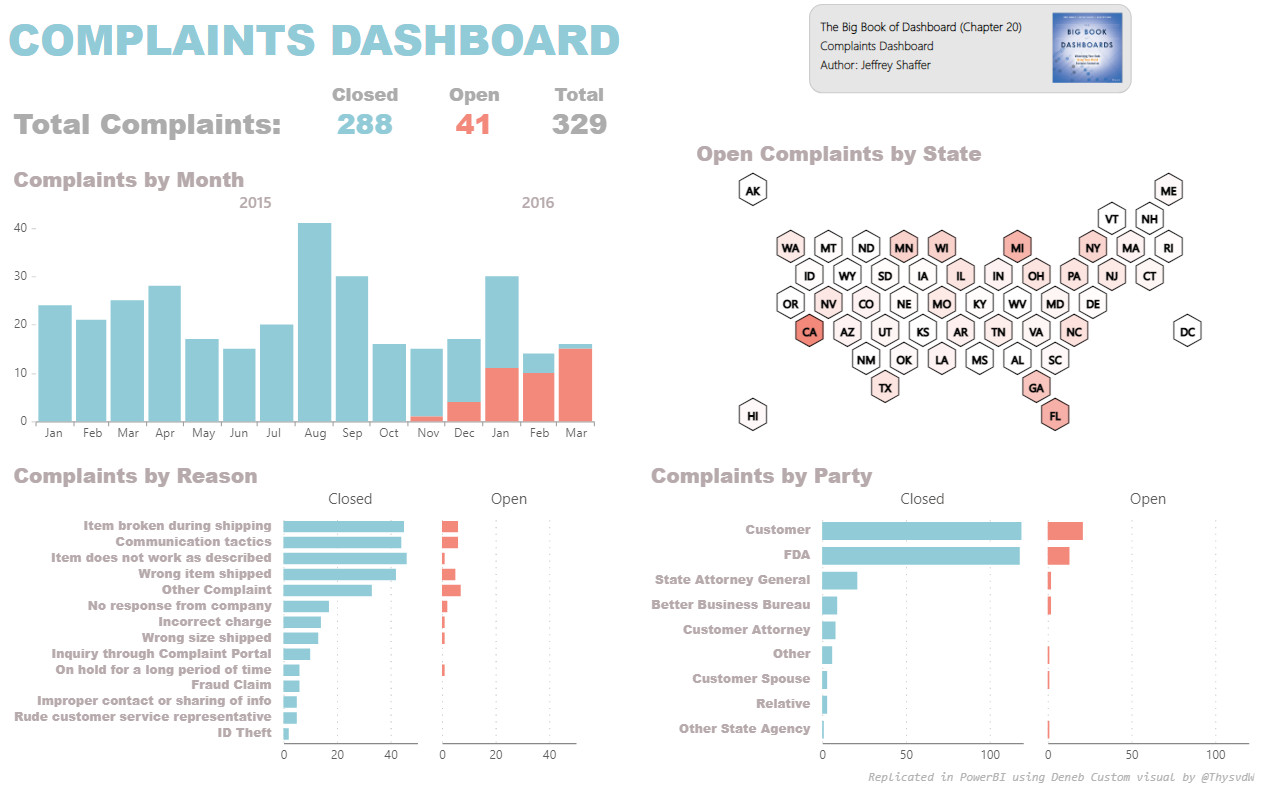 COMPLAINTS DASHBOARD
The Big Book of Dashboard (Chapter 20)
Complaints Dashboard
Author: Jeffrey Shaffer
BIG BOOK
DASHBOARDS
Closed Open Total
Total Complaints: 288 41 329
Complaints by Month
2015 2016
40
30
20
10
0
Jan Feb Mar Apr May Jun Jul Aug Sep Oct Nov Dec Jan Feb Mar
Open Complaints by State
AK ME
VT NH
WA MT ND MN WI MI NY MA RI
ID WY SD IA IL IN OH PA NJ CT
OR NV CO NE MO KY WV MD DE
CA AZ UT KS AR TN VA NC DC
NM OK LA MS AL SC
TX GA
HI FL
Complaints by Reason
Closed Open
Item broken during shipping
Communication tactics
Item does not work as described
Wrong item shipped
Other Complaint
No response from company
Incorrect charge
Wrong size shipped
Inquiry through Complaint Portal
On hold for a long period of time
Fraud Claim
Improper contact or sharing of info
Rude customer service representative
ID Theft
0 20 40 0 20 40
Complaints by Party
Closed Open
Customer
FDA
State Attorney General
Better Business Bureau
Customer Attorney
Other
Customer Spouse
Relative
Other State Agency
0 50 100 0 50 100
Replicated in PowerBI using Deneb Custom visual by @ThysvdW